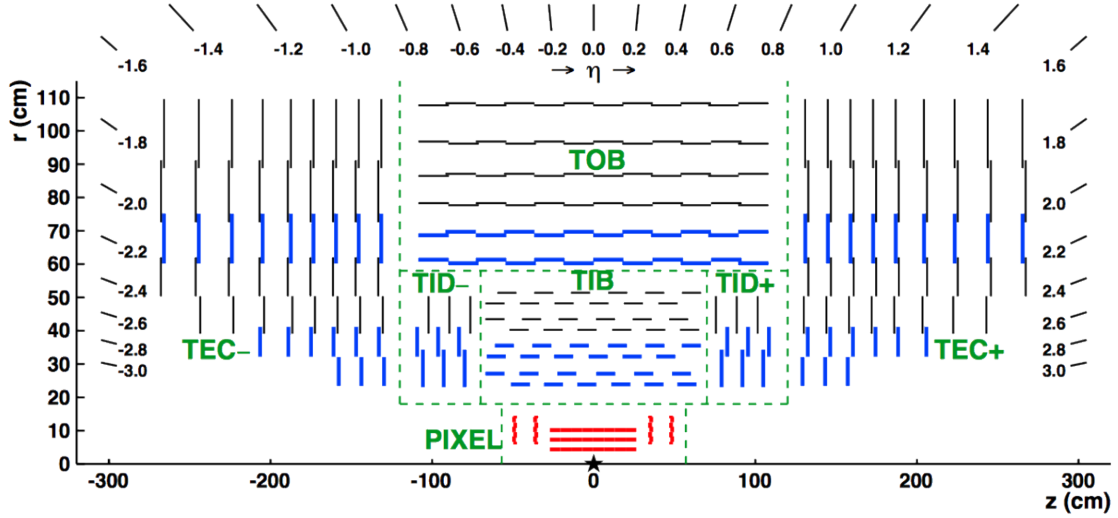 -1.4 -1.2 -1.0 -0.8 -0.6 -0.4 -0.2 0.0 0.2 0.4 0.6 0.8 1.0 1.2 1.4
-1.6 → η → 1.6
r (cm)
110
100
90
80
70
60
50
40
30
20
10
0
-1.8
-2.0
-2.2
-2.4
-2.6
-2.8
-3.0
TOB
TID− TIB TID+
TEC− TEC+
PIXEL
1.8
2.0
2.2
2.4
2.6
2.8
3.0
-300 -200 -100 0 100 200 300
z (cm)